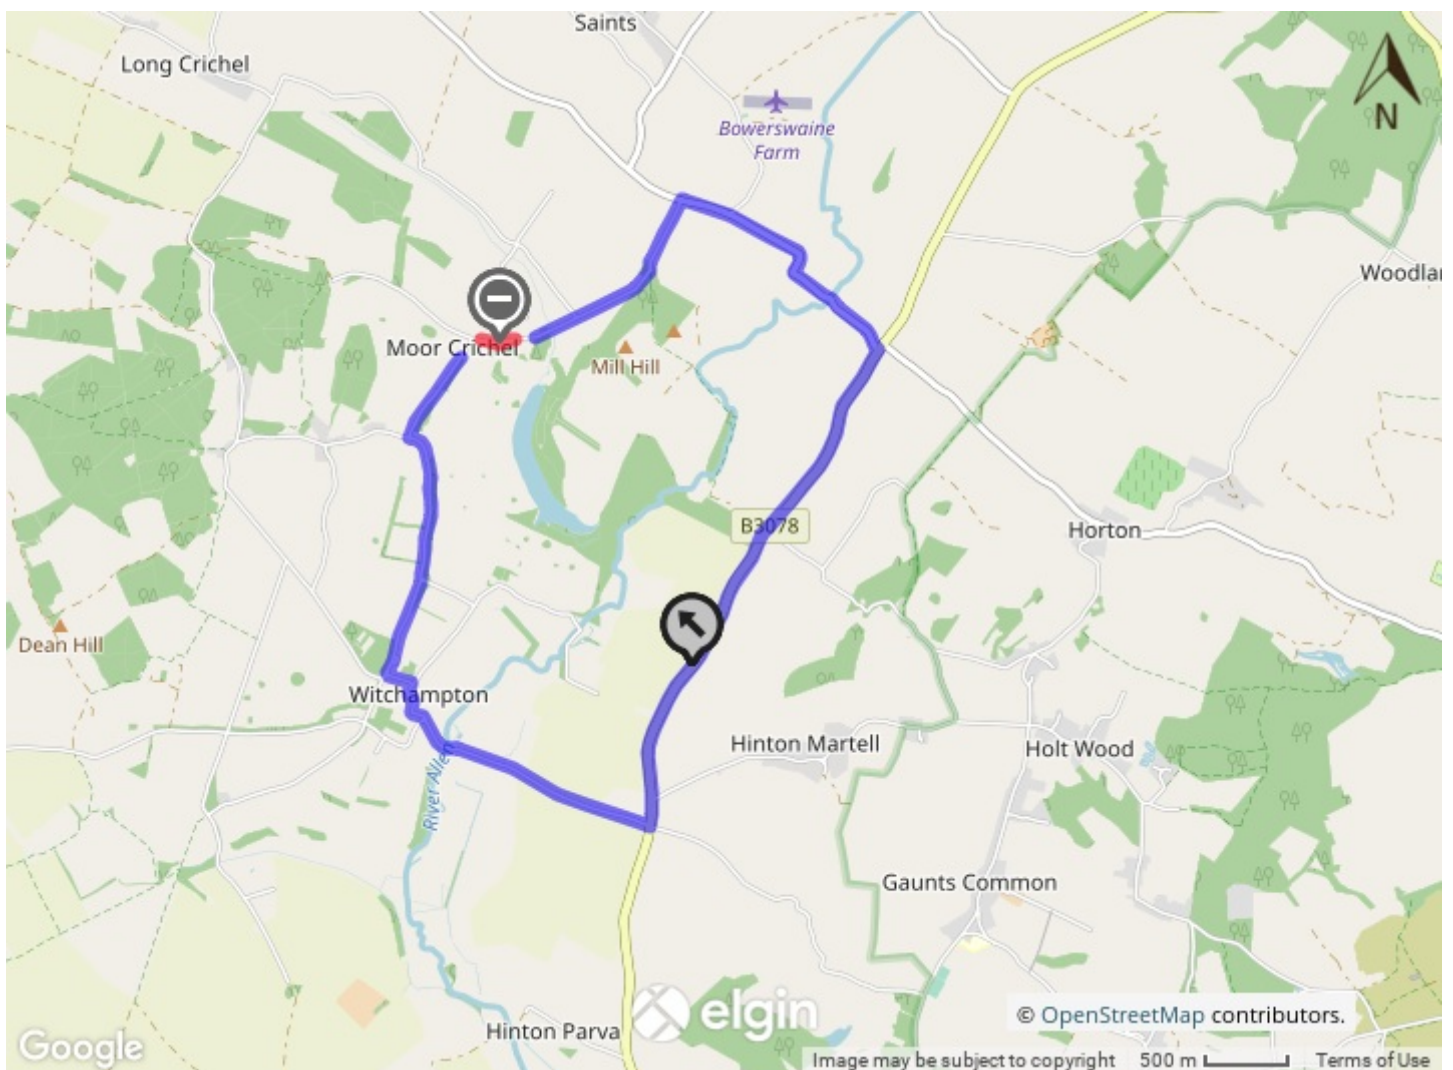 Saints
Long Crichel
N
Bowerswaine
Farm
Woodla
Moor Crichel
Mill Hill
B3078
Horton
Dean Hill
Witchampton
Hinton Martell
Holt Wood
River Allen
Gaunts Common
elgin
© OpenStreetMap contributors.
Hinton Parva
Google
Image may be subject to copyright 500 m Terms of Use